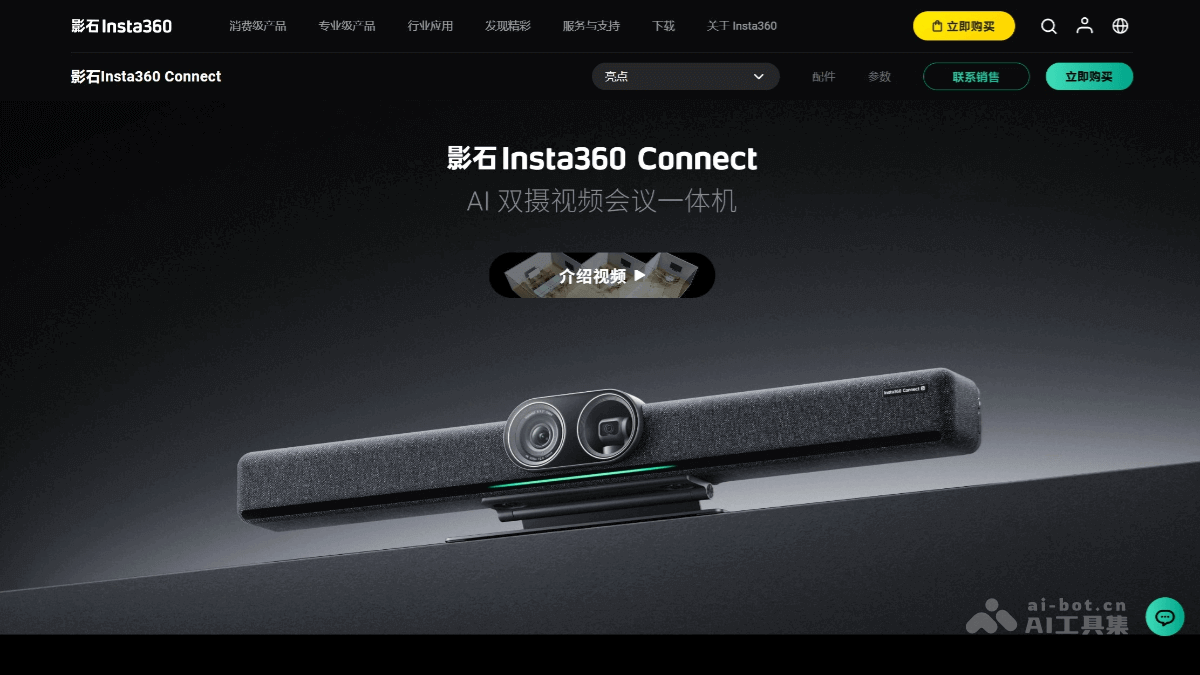 影石Insta360 消费级产品 专业级产品 行业应用 发现精彩 服务与支持 下载 关于 Insta360 立即购买
影石Insta360 Connect 亮点 配件 参数 联系销售 立即购买
影石Insta360 Connect
AI 双摄视频会议一体机
介绍视频
Insta360 Connect
ai-bot.cn
AI工具集